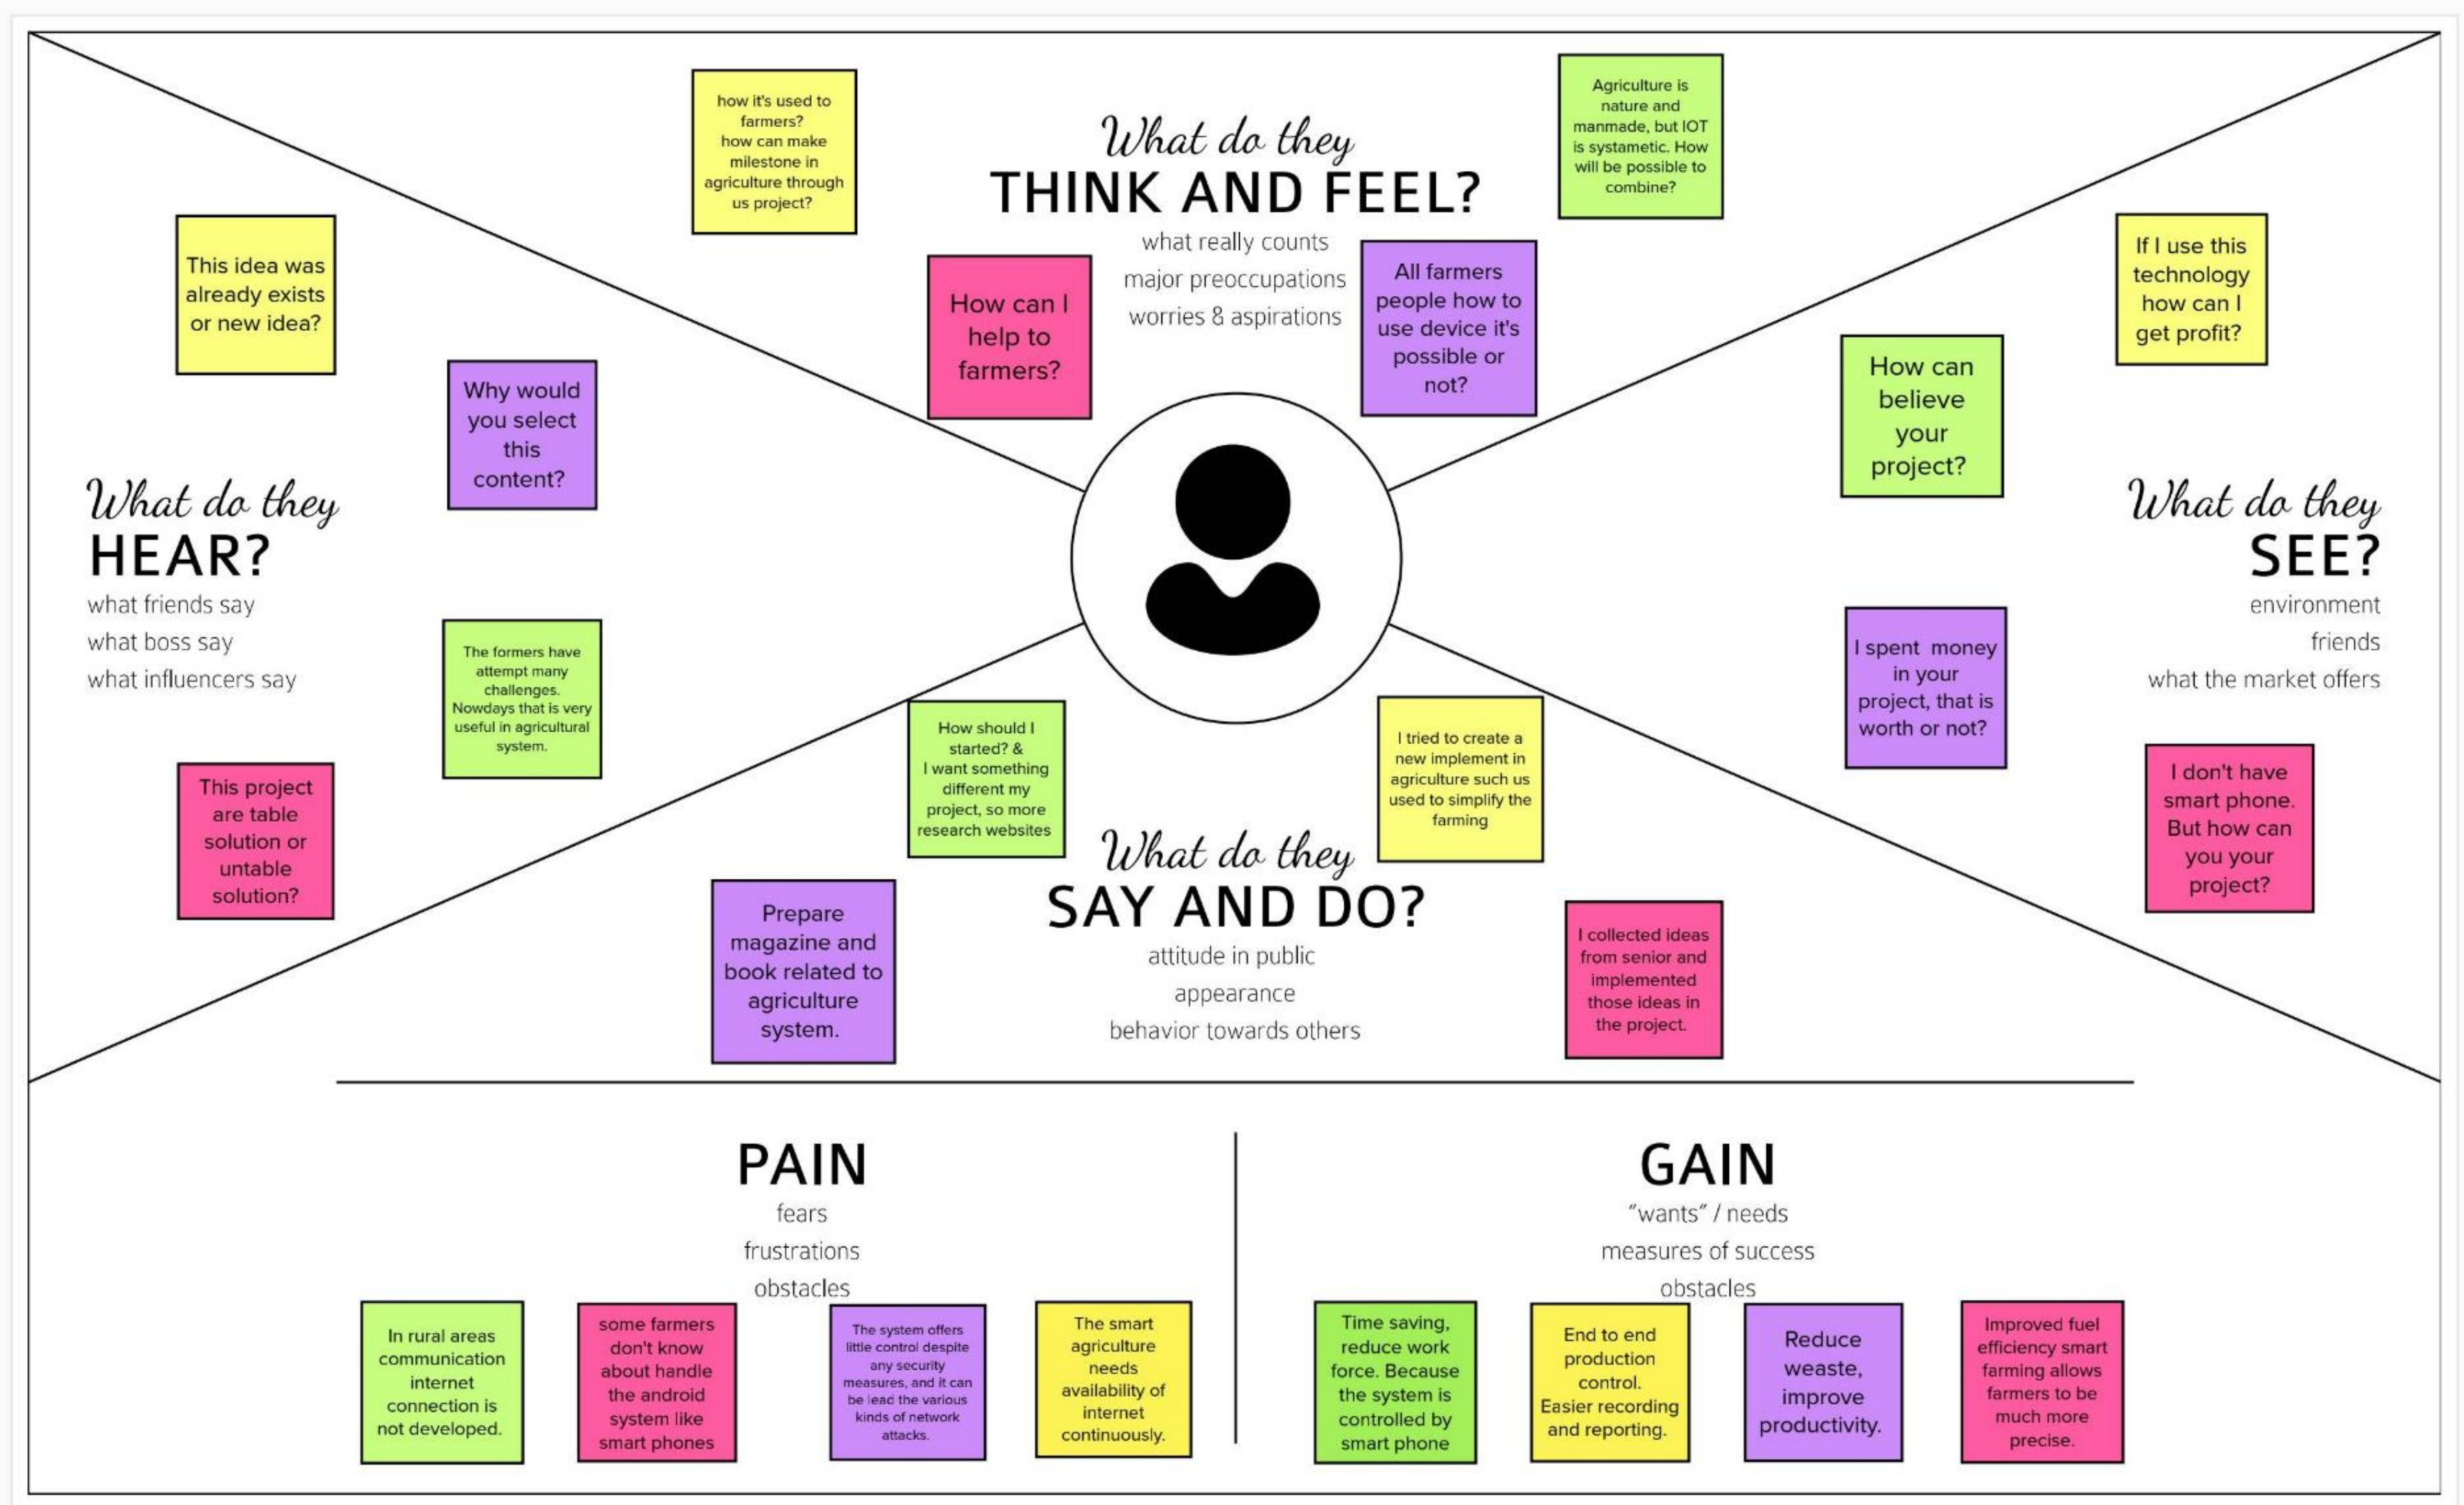 What do they
THINK AND FEEL?
what really counts
major preoccupations
worries & aspirations
how it's used to
farmers?
how can make
milestone in
agriculture through
us project?
How can I
help to
farmers?
All farmers
people how to
use device it's
possible or
not?
Agriculture is
nature and
manmade, but IOT
is systametic. How
will be possible to
combine?
What do they
HEAR?
what friends say
what boss say
what influencers say
This idea was
already exists
or new idea?
Why would
you select
this
content?
The formers have
attempt many
challenges.
Nowdays that is very
useful in agricultural
system.
This project
are table
solution or
untable
solution?
What do they
SEE?
environment
friends
what the market offers
If I use this
technology
how can I
get profit?
How can
believe
your
project?
I spent money
in your
project, that is
worth or not?
I don't have
smart phone.
But how can
you your
project?
What do they
SAY AND DO?
attitude in public
appearance
behavior towards others
How should I
started? &
I want something
different my
project, so more
research websites
I tried to create a
new implement in
agriculture such us
used to simplify the
farming
Prepare
magazine and
book related to
agriculture
system.
I collected ideas
from senior and
implemented
those ideas in
the project.
PAIN
fears
frustrations
obstacles
In rural areas
communication
internet
connection is
not developed.
some farmers
don't know
about handle
the android
system like
smart phones
The system offers
little control despite
any security
measures, and it can
be lead the various
kinds of network
attacks.
The smart
agriculture
needs
availability of
internet
continuously.
GAIN
"wants" / needs
measures of success
obstacles
Time saving,
reduce work
force. Because
the system is
controlled by
smart phone
End to end
production
control.
Easier recording
and reporting.
Reduce
weaste,
improve
productivity.
Improved fuel
efficiency smart
farming allows
farmers to be
much more
precise.